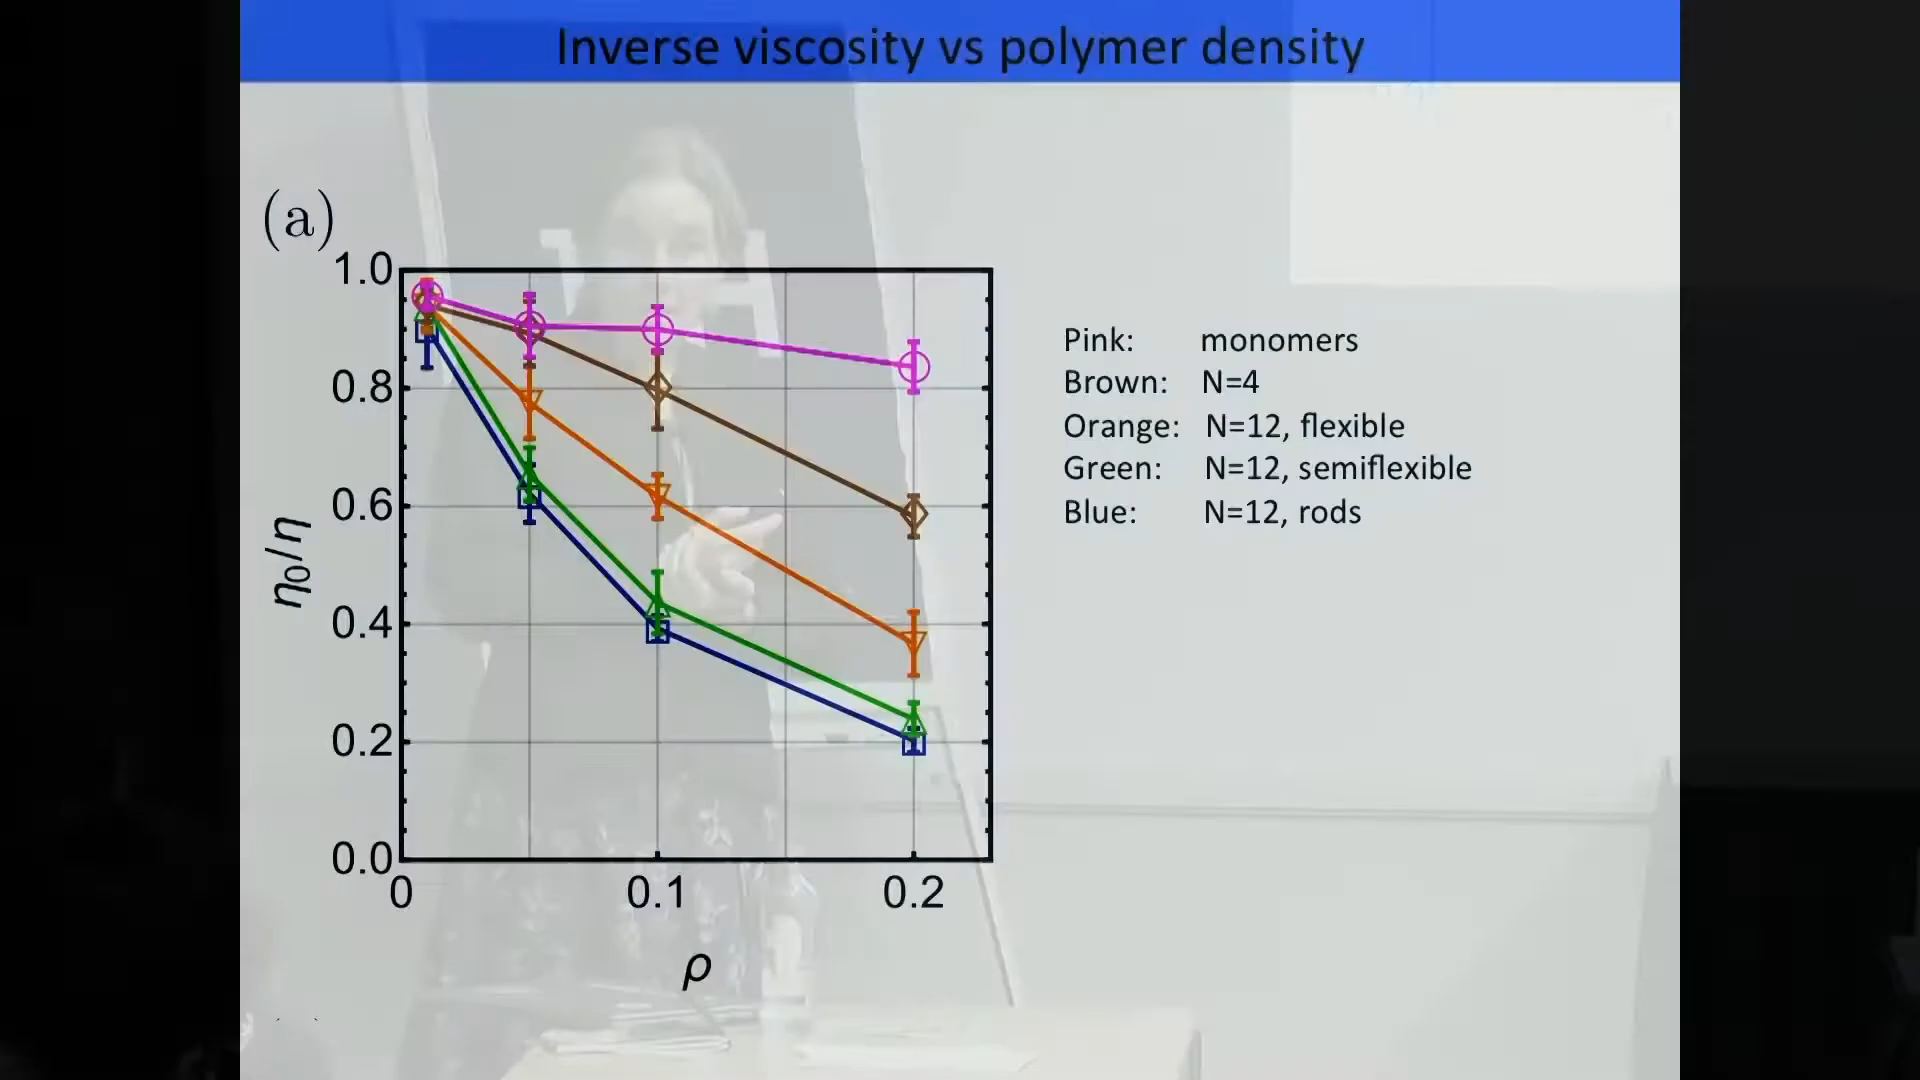 Inverse viscosity vs polymer density
(a)
1.0
0.8
0.6
0.4
0.2
0.0
η₀/η
0 0.1 0.2
ρ
Pink: monomers
Brown: N=4
Orange: N=12, flexible
Green: N=12, semiflexible
Blue: N=12, rods